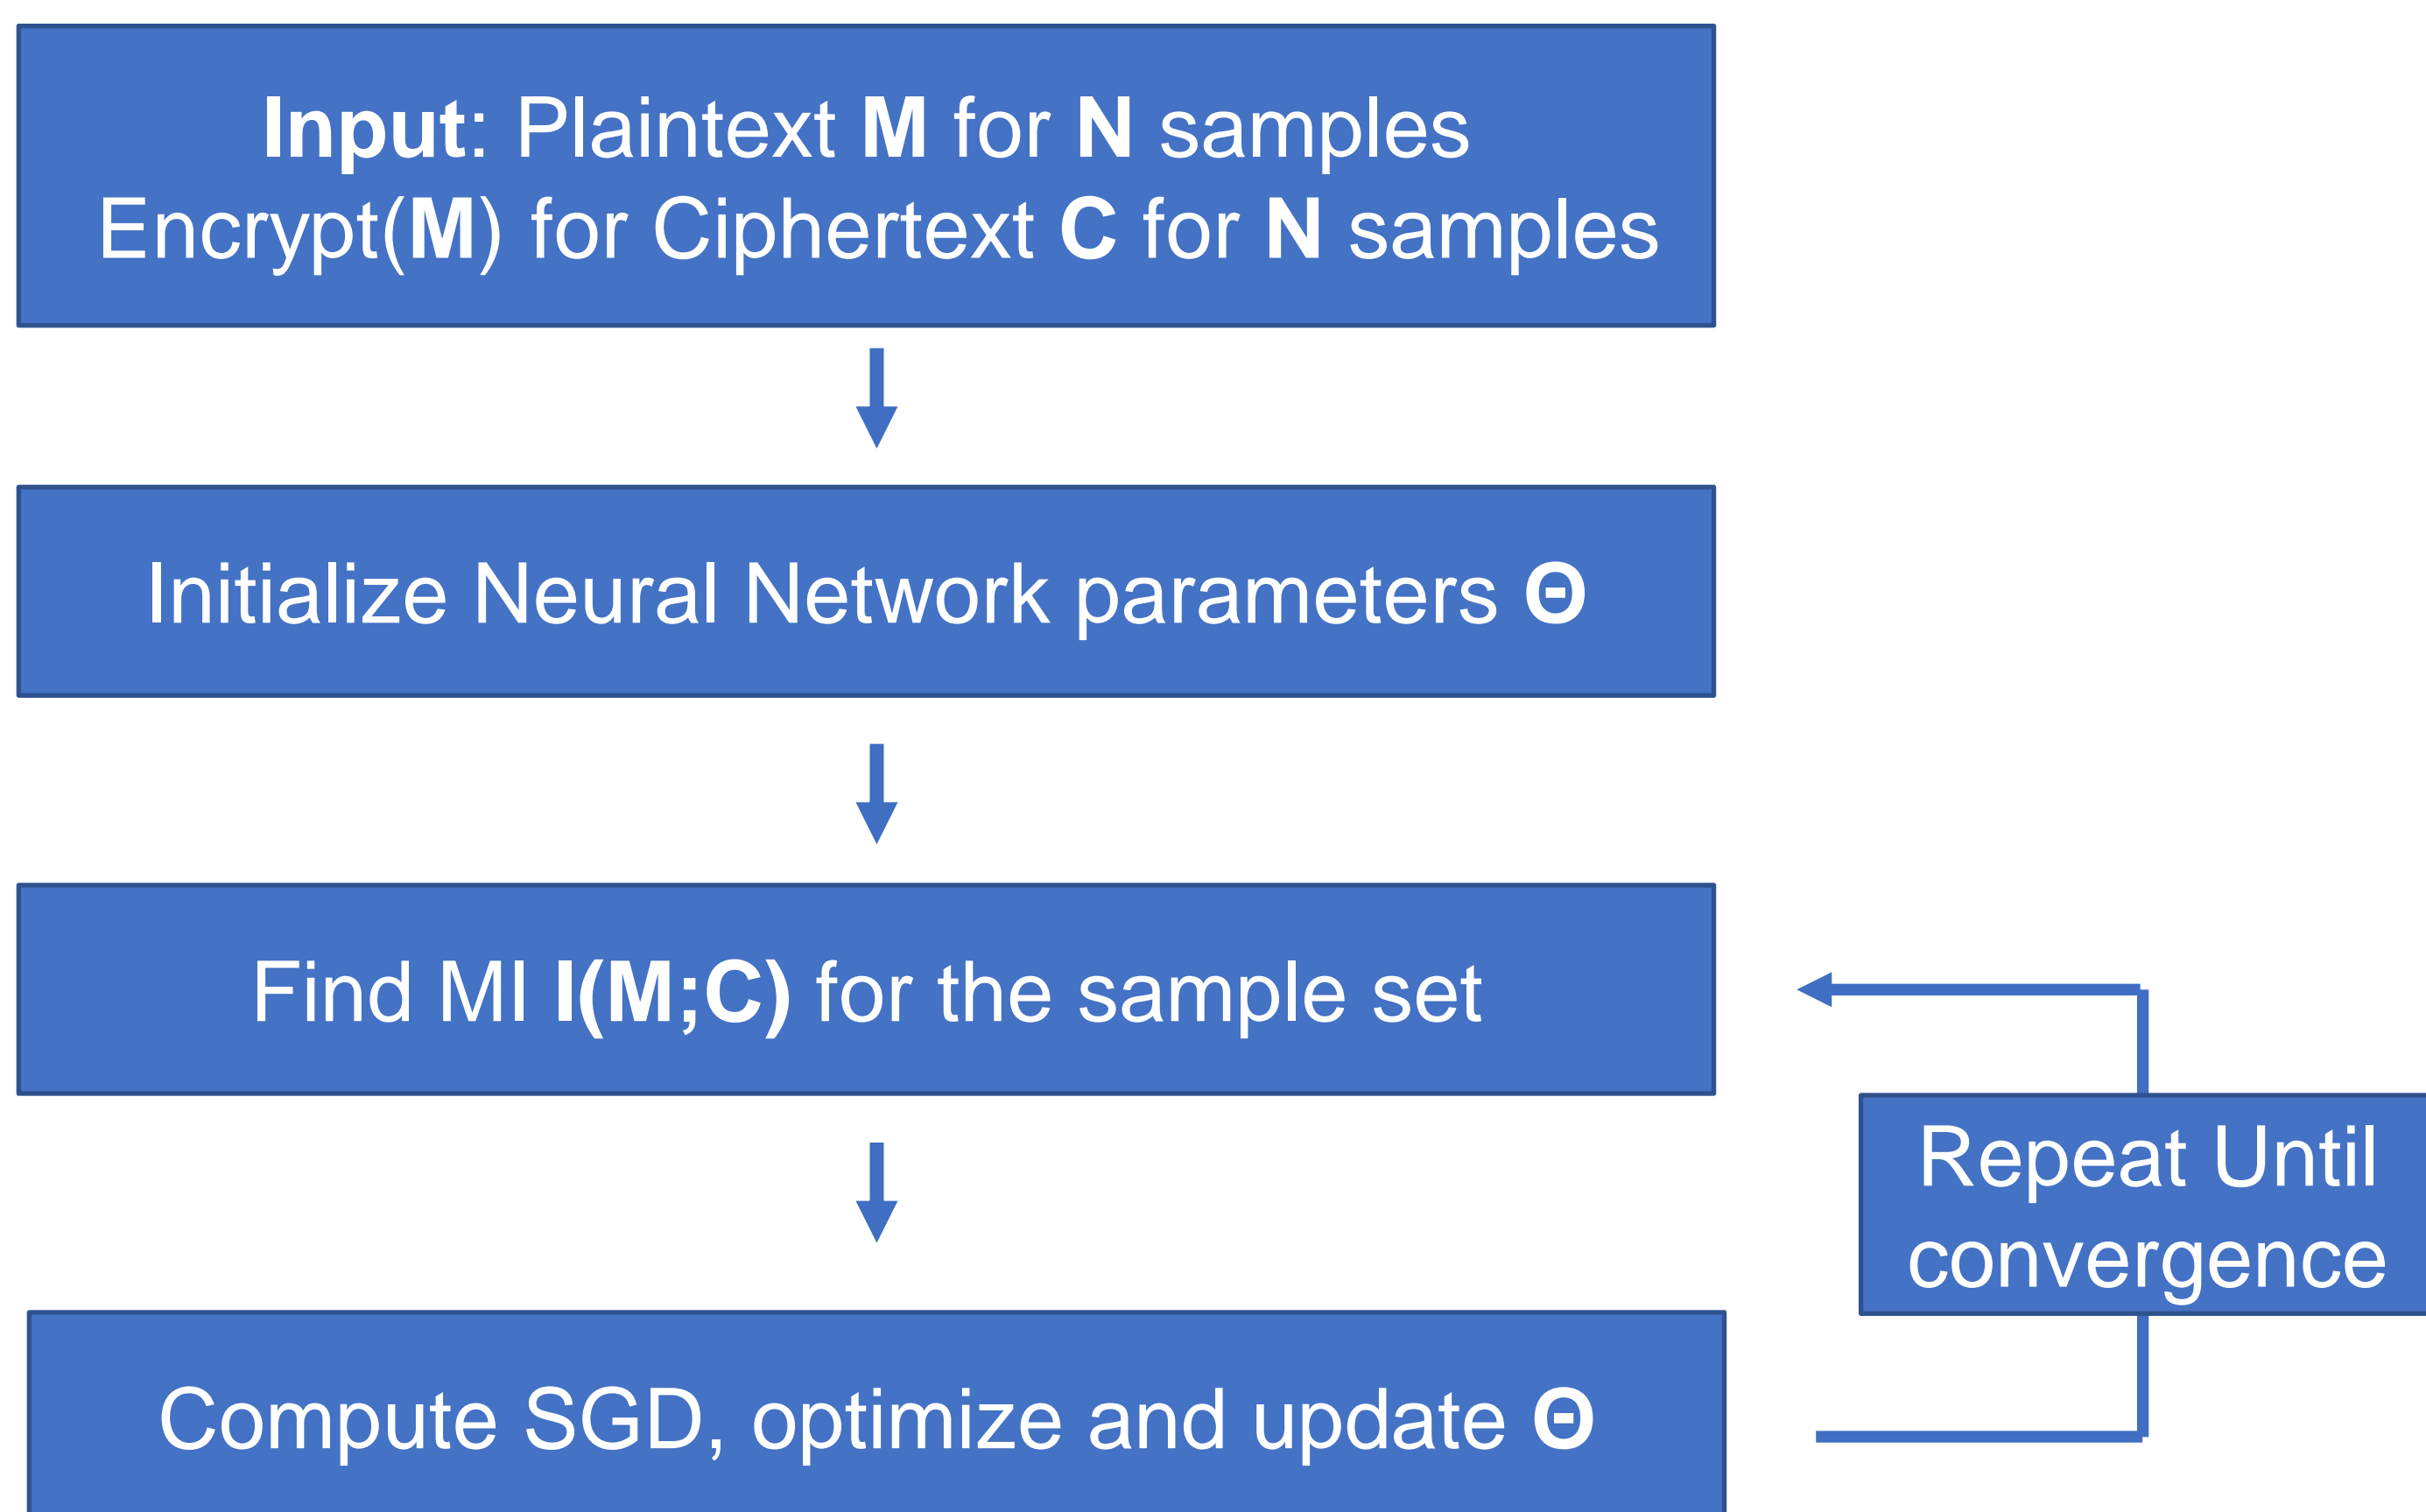 Input: Plaintext M for N samples
Encrypt(M) for Ciphertext C for N samples
Initialize Neural Network parameters Θ
Find MI I(M;C) for the sample set
Repeat Until
convergence
Compute SGD, optimize and update Θ